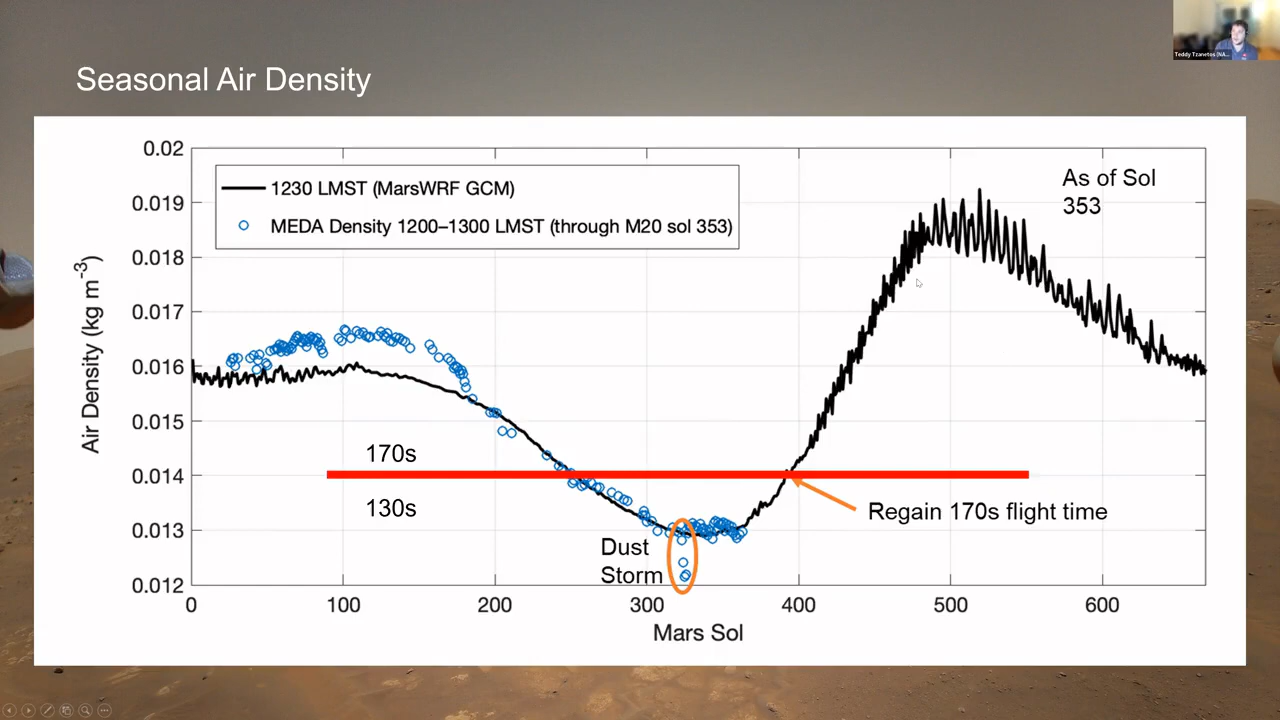 Teddy Tzanetos (NA...
Seasonal Air Density
0.02
0.019
0.018
0.017
0.016
0.015
0.014
0.013
0.012
Air Density (kg m-3)
1230 LMST (MarsWRF GCM)
MEDA Density 1200–1300 LMST (through M20 sol 353)
As of Sol
353
170s
130s
Regain 170s flight time
Dust
Storm
0 100 200 300 400 500 600
Mars Sol